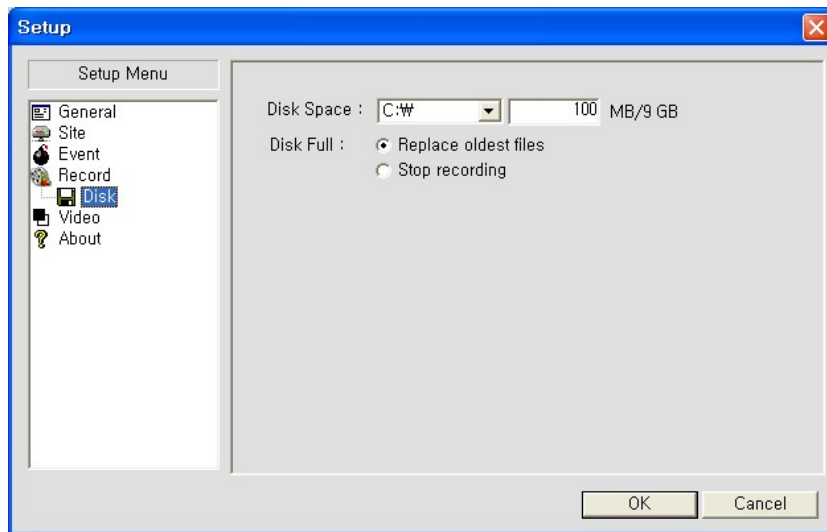 Setup
Setup Menu
General
Site
Event
Record
Disk
Video
About
Disk Space : C:₩ 100 MB/9 GB
Disk Full : Replace oldest files
Stop recording
OK Cancel